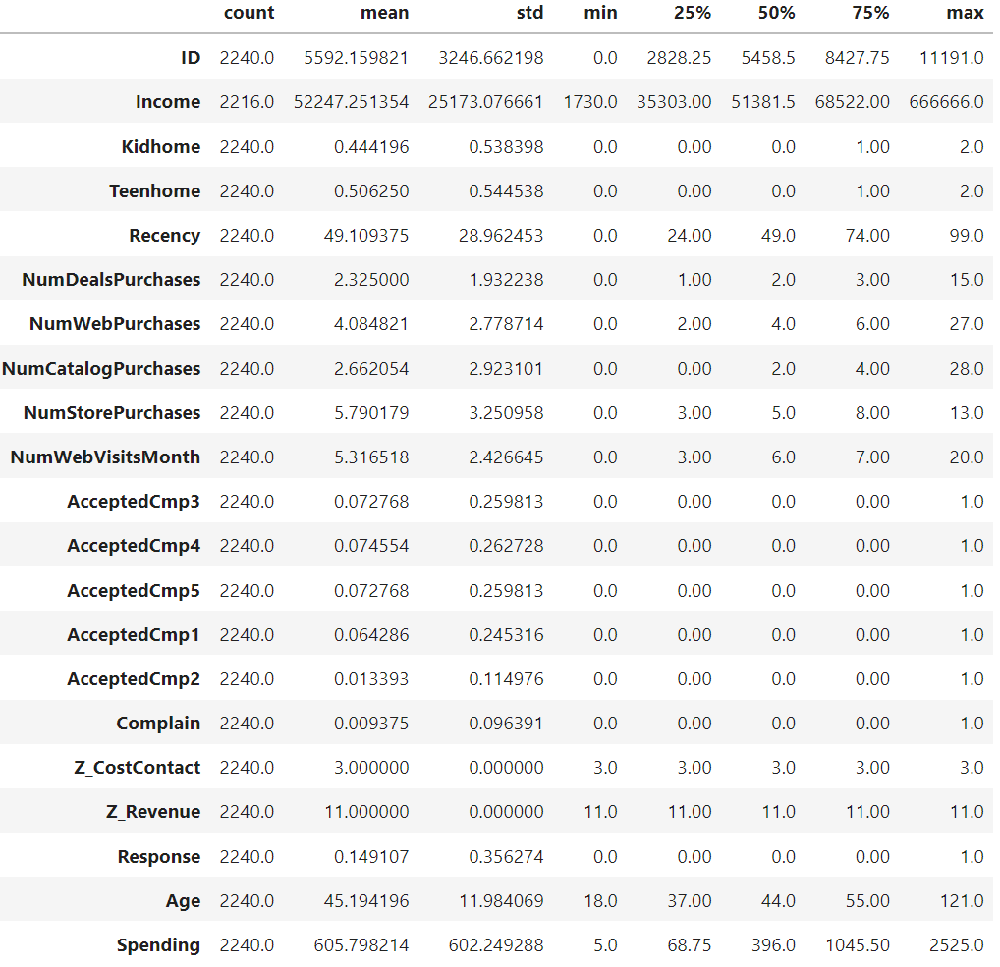 count mean std min 25% 50% 75% max
ID 2240.0 5592.159821 3246.662198 0.0 2828.25 5458.5 8427.75 11191.0
Income 2216.0 52247.251354 25173.076661 1730.0 35303.00 51381.5 68522.00 666666.0
Kidhome 2240.0 0.444196 0.538398 0.0 0.00 0.0 1.00 2.0
Teenhome 2240.0 0.506250 0.544538 0.0 0.00 0.0 1.00 2.0
Recency 2240.0 49.109375 28.962453 0.0 24.00 49.0 74.00 99.0
NumDealsPurchases 2240.0 2.325000 1.932238 0.0 1.00 2.0 3.00 15.0
NumWebPurchases 2240.0 4.084821 2.778714 0.0 2.00 4.0 6.00 27.0
NumCatalogPurchases 2240.0 2.662054 2.923101 0.0 0.00 2.0 4.00 28.0
NumStorePurchases 2240.0 5.790179 3.250958 0.0 3.00 5.0 8.00 13.0
NumWebVisitsMonth 2240.0 5.316518 2.426645 0.0 3.00 6.0 7.00 20.0
AcceptedCmp3 2240.0 0.072768 0.259813 0.0 0.00 0.0 0.00 1.0
AcceptedCmp4 2240.0 0.074554 0.262728 0.0 0.00 0.0 0.00 1.0
AcceptedCmp5 2240.0 0.072768 0.259813 0.0 0.00 0.0 0.00 1.0
AcceptedCmp1 2240.0 0.064286 0.245316 0.0 0.00 0.0 0.00 1.0
AcceptedCmp2 2240.0 0.013393 0.114976 0.0 0.00 0.0 0.00 1.0
Complain 2240.0 0.009375 0.096391 0.0 0.00 0.0 0.00 1.0
Z_CostContact 2240.0 3.000000 0.000000 3.0 3.00 3.0 3.00 3.0
Z_Revenue 2240.0 11.000000 0.000000 11.0 11.00 11.0 11.00 11.0
Response 2240.0 0.149107 0.356274 0.0 0.00 0.0 0.00 1.0
Age 2240.0 45.194196 11.984069 18.0 37.00 44.0 55.00 121.0
Spending 2240.0 605.798214 602.249288 5.0 68.75 396.0 1045.50 2525.0